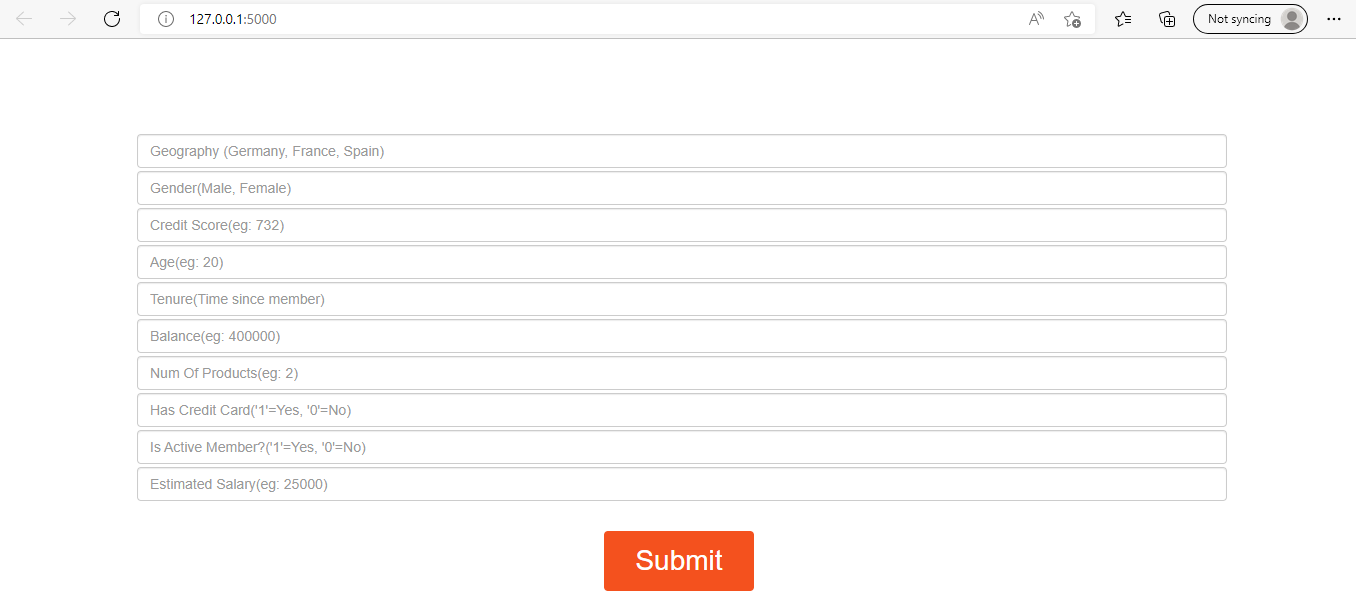 127.0.0.1:5000
Not syncing
Geography (Germany, France, Spain)
Gender(Male, Female)
Credit Score(eg: 732)
Age(eg: 20)
Tenure(Time since member)
Balance(eg: 400000)
Num Of Products(eg: 2)
Has Credit Card('1'=Yes, '0'=No)
Is Active Member?('1'=Yes, '0'=No)
Estimated Salary(eg: 25000)
Submit